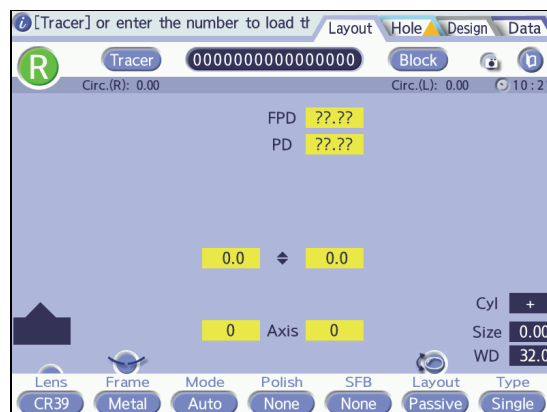 [Tracer] or enter the number to load th
Layout Hole Design Data
R Tracer 0000000000000000 Block
Circ.(R): 0.00 Circ.(L): 0.00 10:2
FPD ??.??
PD ??.??
0.0 0.0
Cyl +
0 Axis 0 Size 0.00
WD 32.0
Lens Frame Mode Polish SFB Layout Type
CR39 Metal Auto None None Passive Single